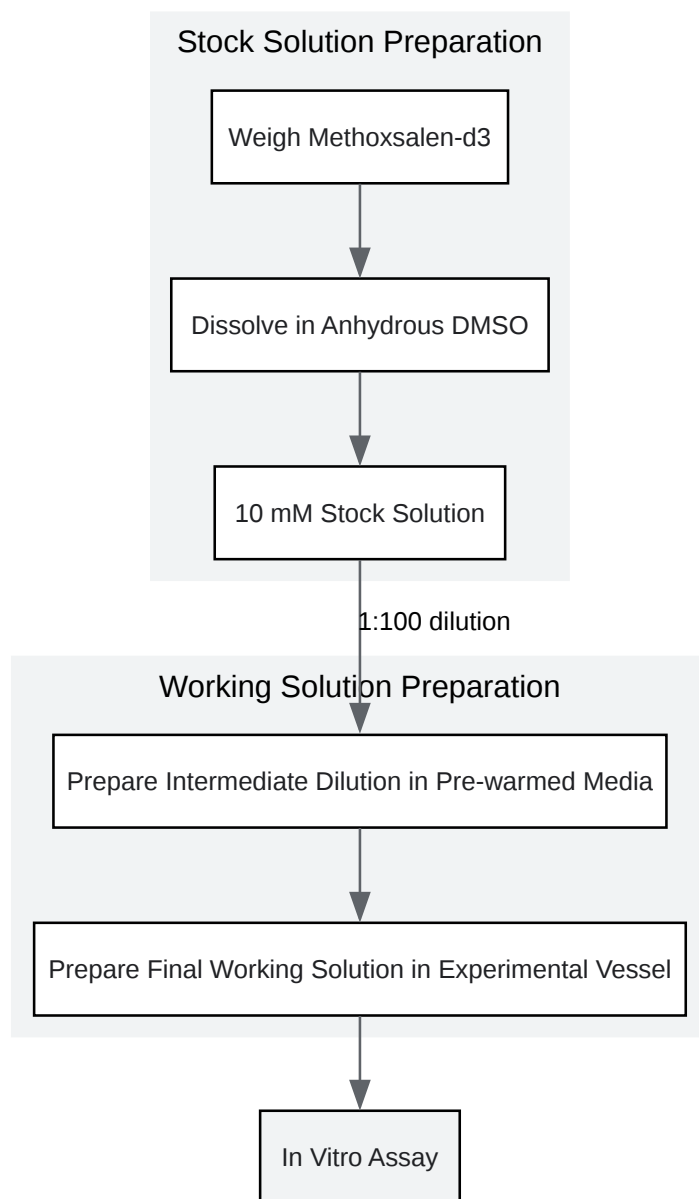 Stock Solution Preparation
Weigh Methoxsalen-d3
Dissolve in Anhydrous DMSO
10 mM Stock Solution
1:100 dilution
Working Solution Preparation
Prepare Intermediate Dilution in Pre-warmed Media
Prepare Final Working Solution in Experimental Vessel
In Vitro Assay